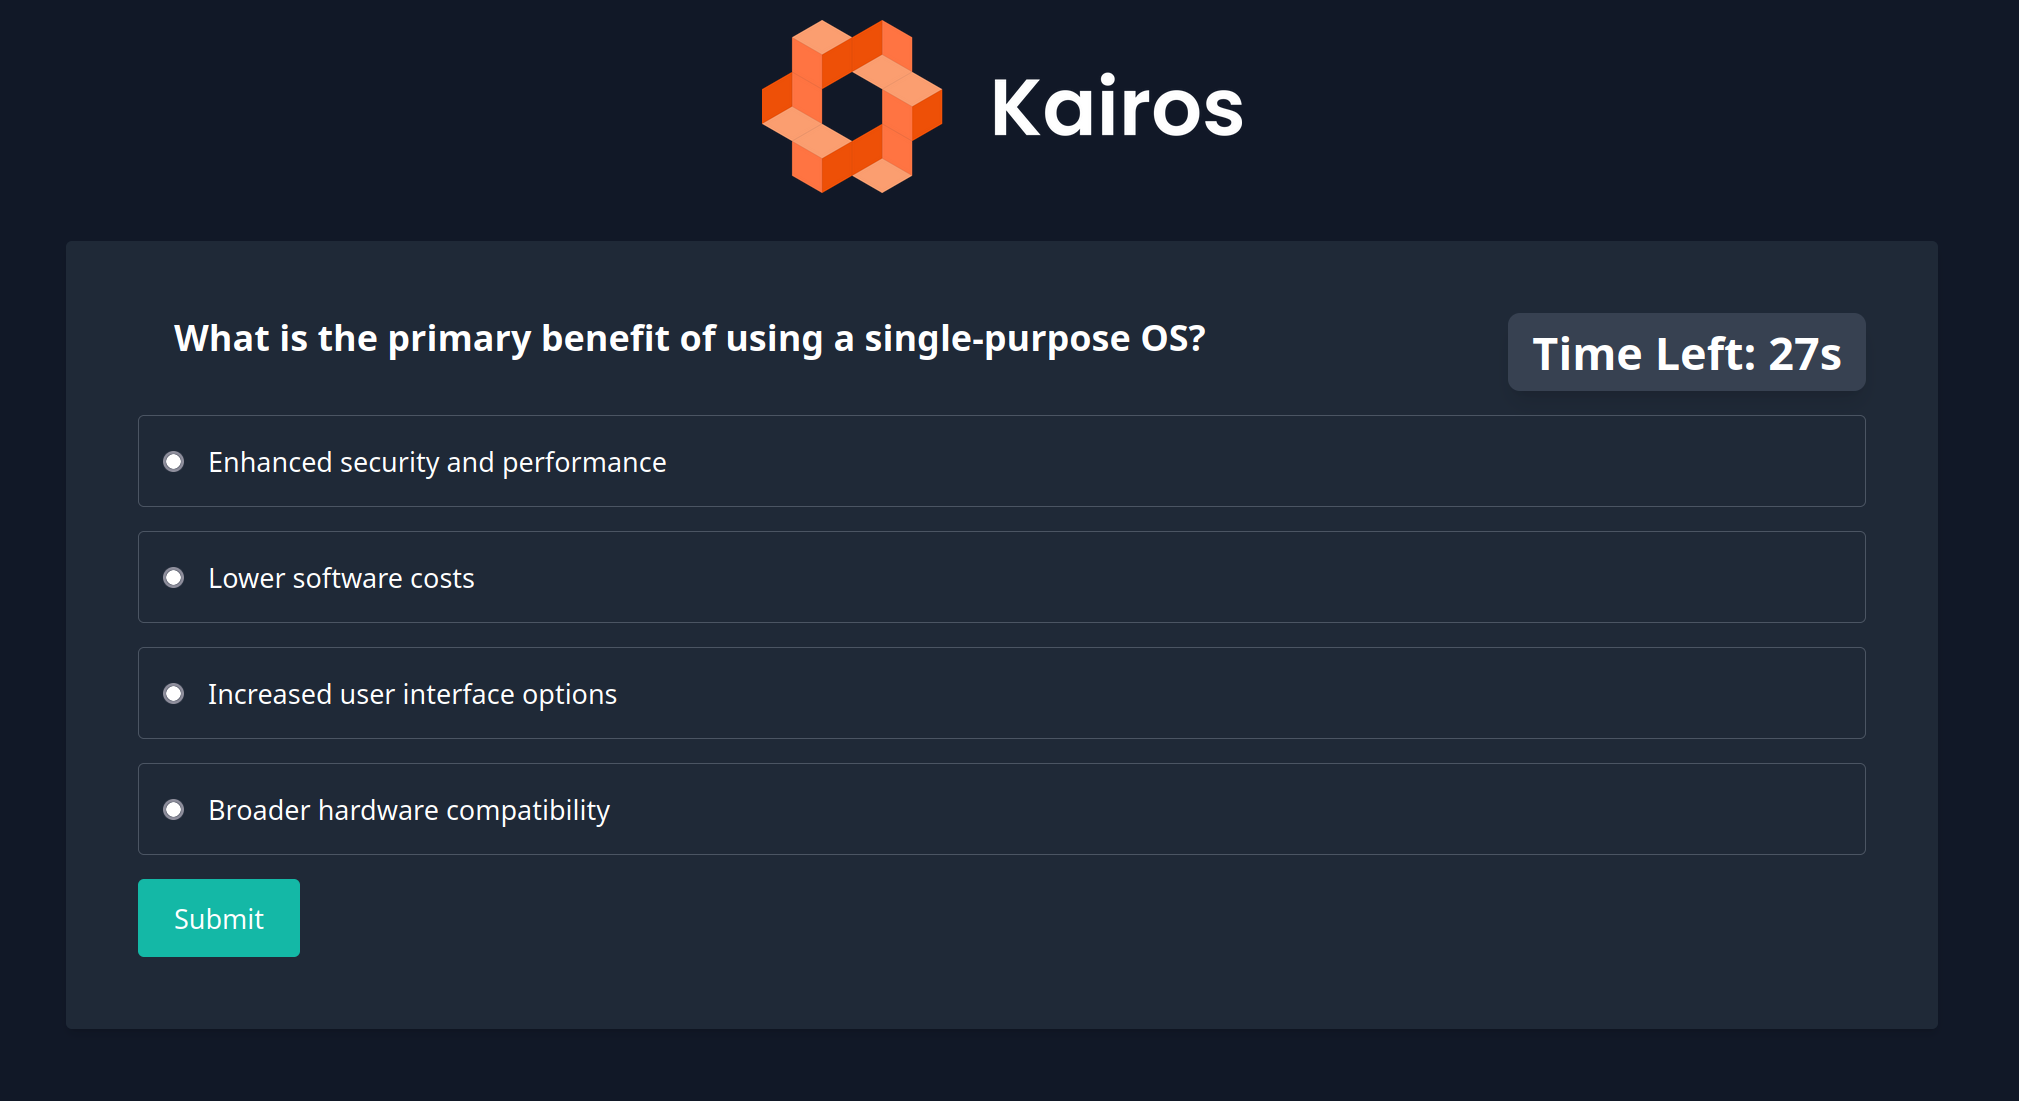 Kairos
What is the primary benefit of using a single-purpose OS?
Time Left: 27s
Enhanced security and performance
Lower software costs
Increased user interface options
Broader hardware compatibility
Submit